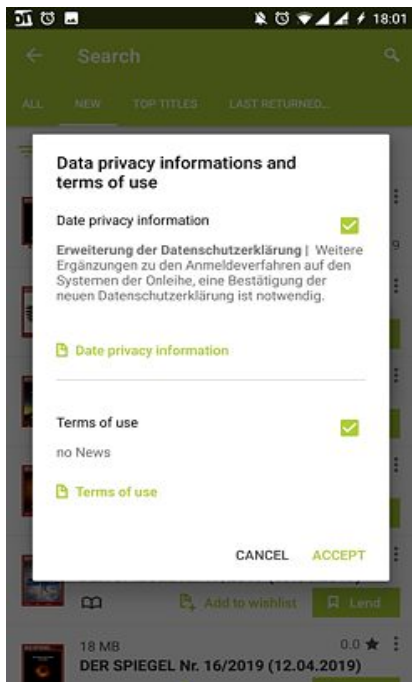 18:01
Search
ALL NEW TOP TITLES LAST RETURNED...
Data privacy informations and
terms of use
Date privacy information
Erweiterung der Datenschutzerklärung | Weitere
Ergänzungen zu den Anmeldeverfahren auf den
Systemen der Onleihe, eine Bestätigung der
neuen Datenschutzerklärung ist notwendig.
Date privacy information
Terms of use
no News
Terms of use
CANCEL ACCEPT
Add to wishlist Lend
18 MB 0.0
DER SPIEGEL Nr. 16/2019 (12.04.2019)